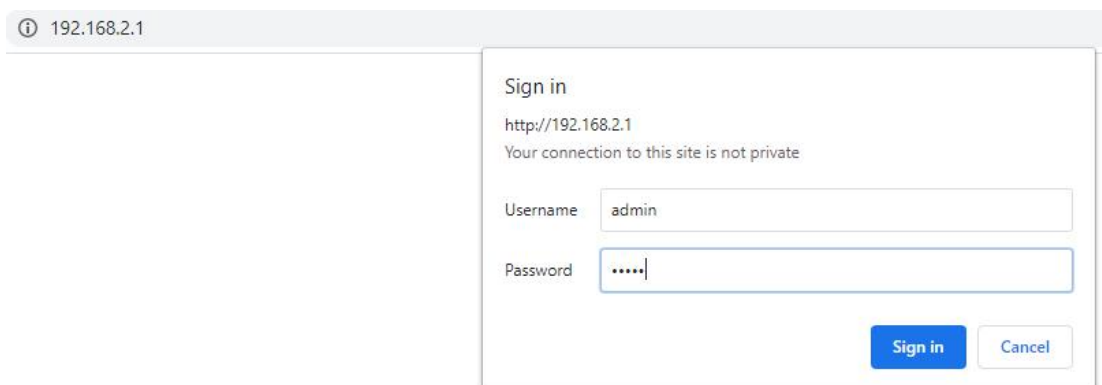 192.168.2.1
Sign in
http://192.168.2.1
Your connection to this site is not private
Username admin
Password •••••
Sign in Cancel